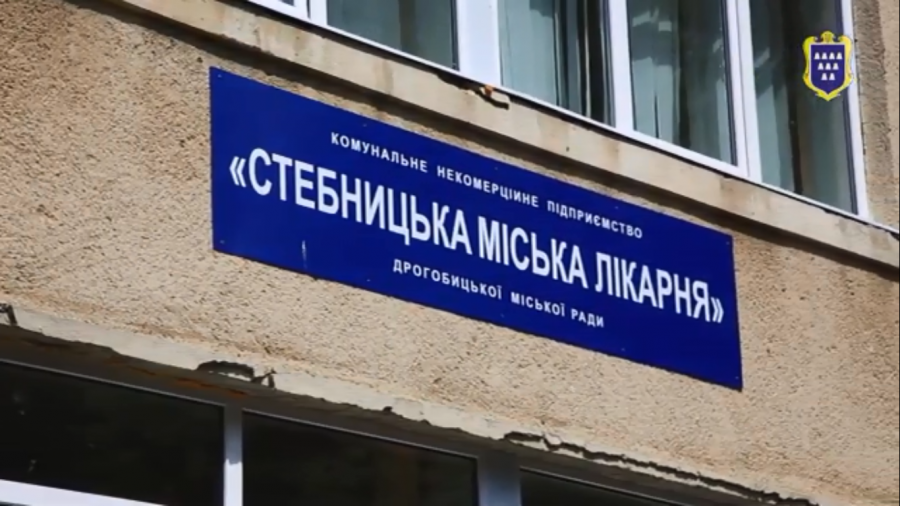 КОМУНАЛЬНЕ НЕКОМЕРЦІЙНЕ ПІДПРИЄМСТВО
«СТЕБНИЦЬКА МІСЬКА ЛІКАРНЯ»
ДРОГОБИЦЬКОЇ МІСЬКОЇ РАДИ